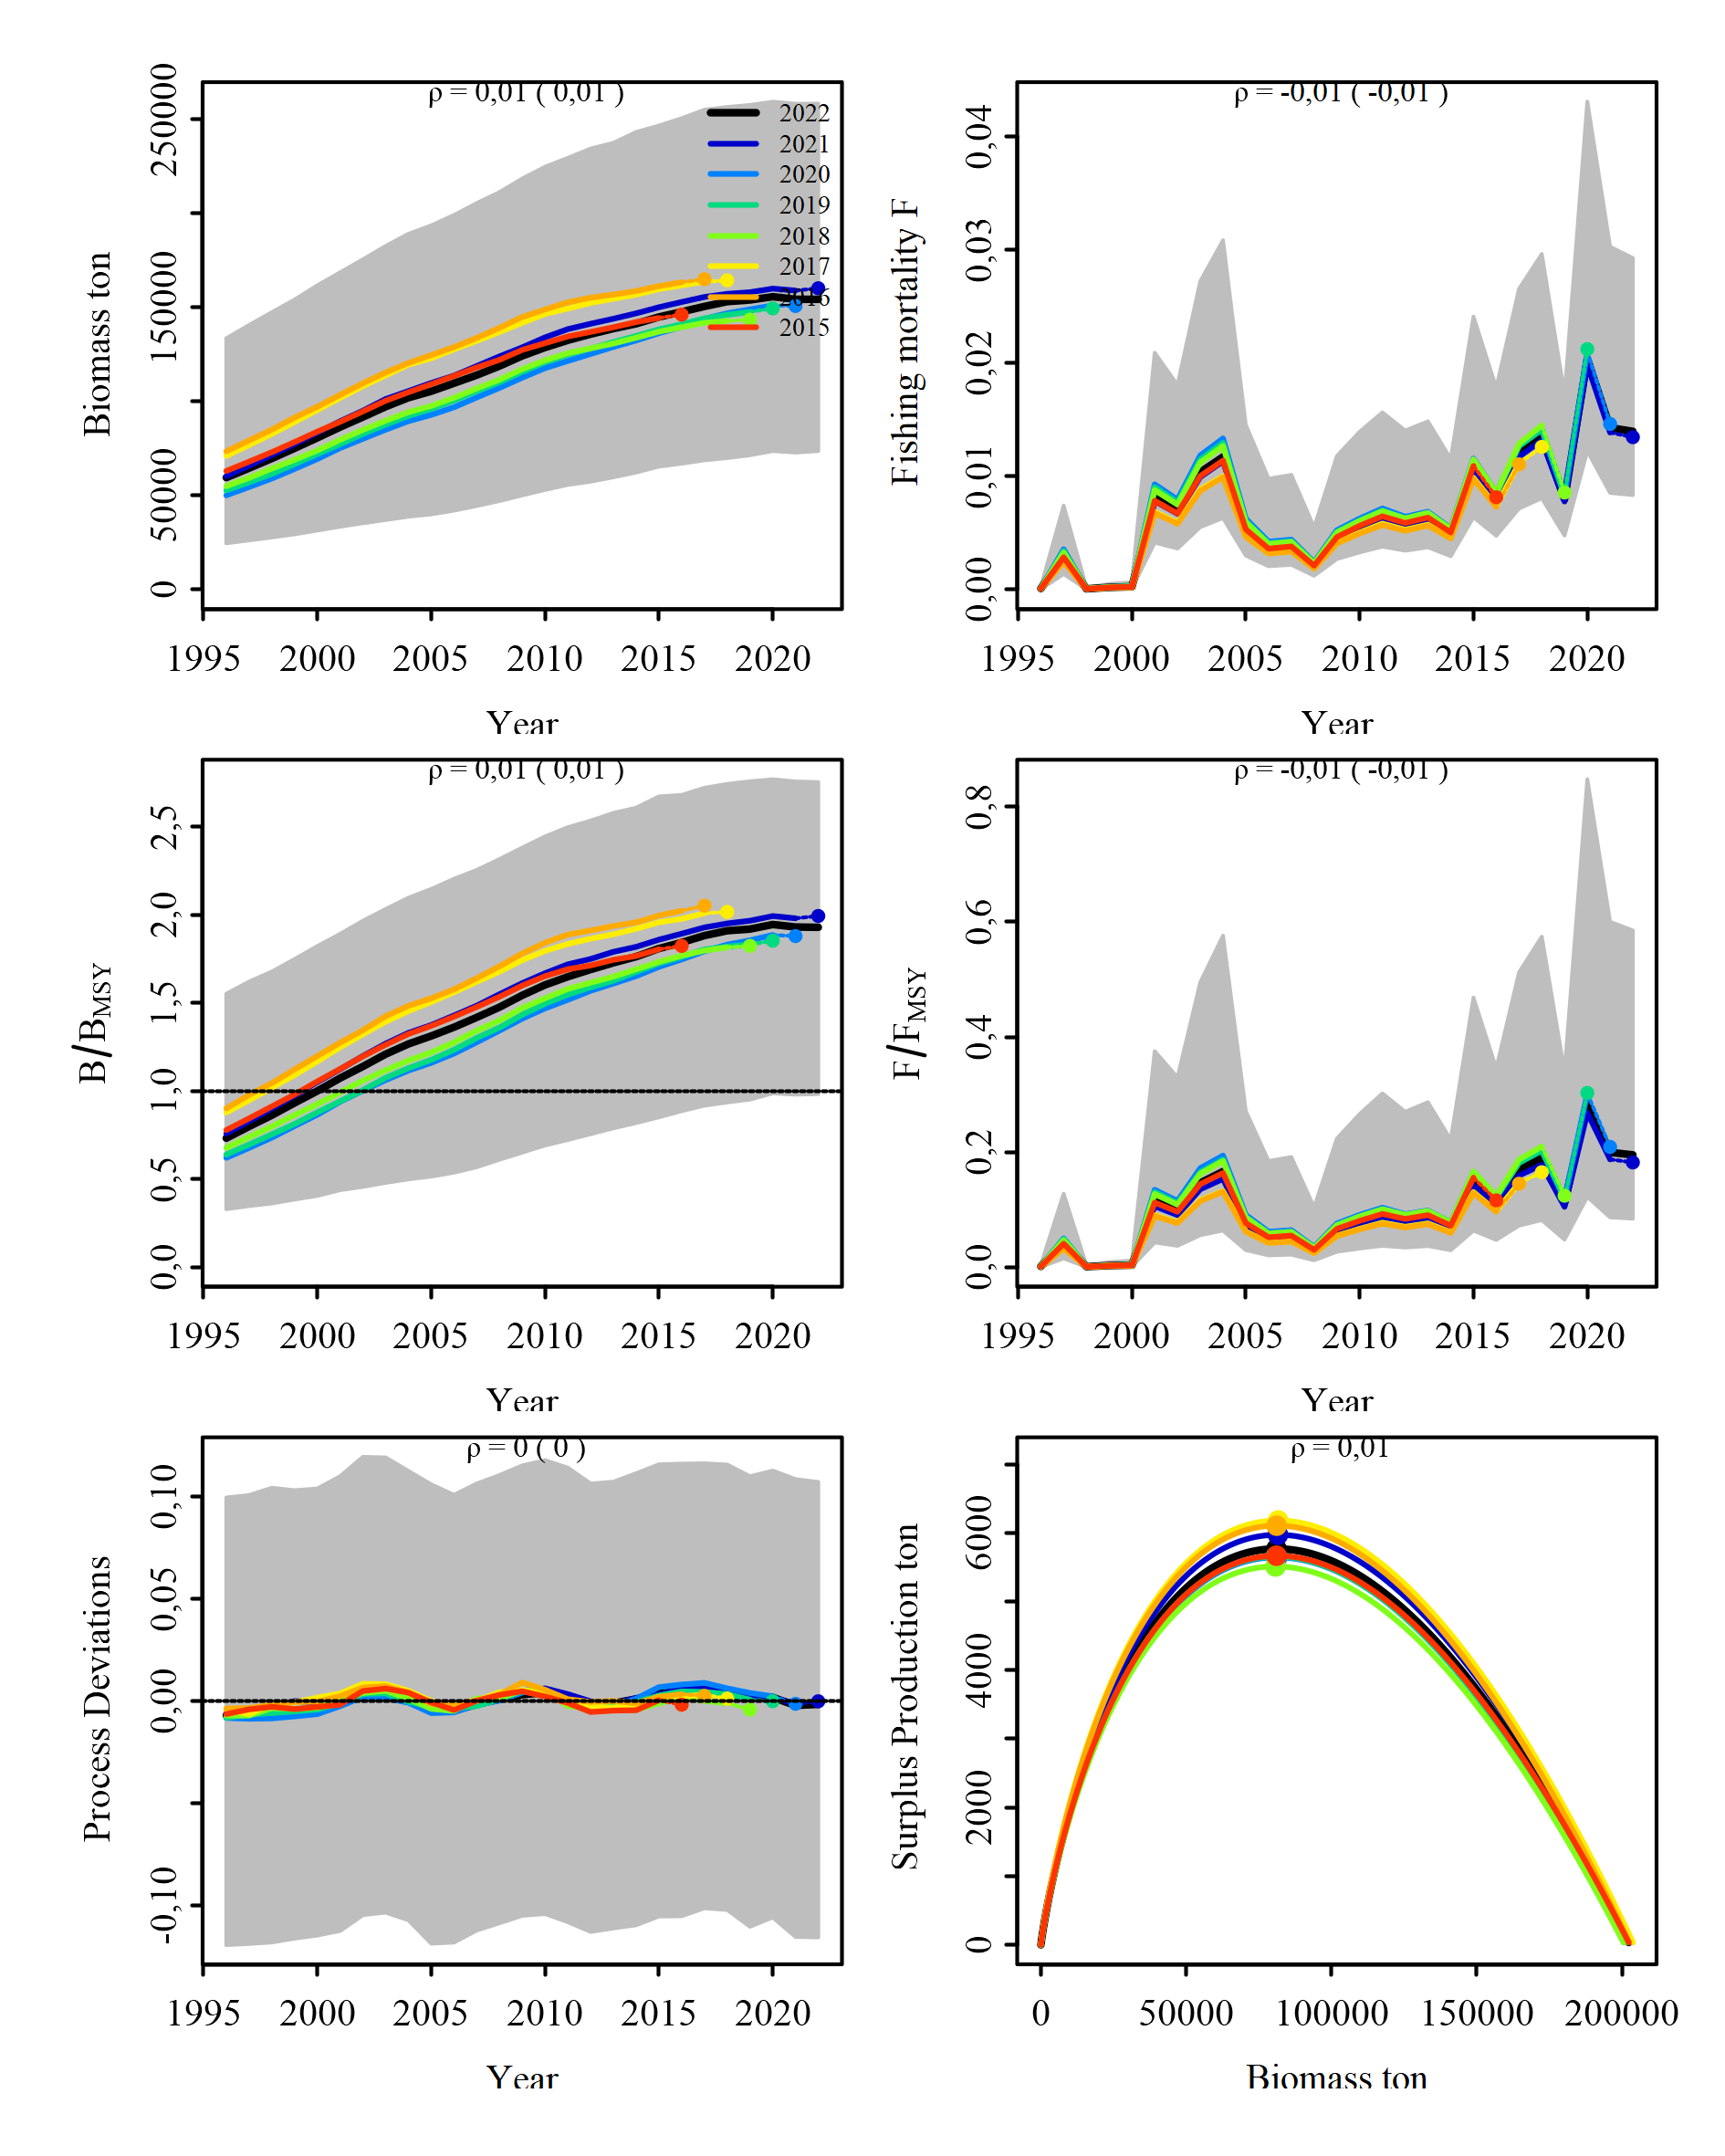 ρ = 0,01 ( 0,01 )
Biomass ton
250000
150000
50000
0
2022
2021
2020
2019
2018
2017
2016
2015
1995 2000 2005 2010 2015 2020
Year
ρ = -0,01 ( -0,01 )
Fishing mortality F
0,04
0,03
0,02
0,01
0,00
1995 2000 2005 2010 2015 2020
Year
ρ = 0,01 ( 0,01 )
B/BMSY
2,5
2,0
1,5
1,0
0,5
0,0
1995 2000 2005 2010 2015 2020
Year
ρ = -0,01 ( -0,01 )
F/FMSY
0,8
0,6
0,4
0,2
0,0
1995 2000 2005 2010 2015 2020
Year
ρ = 0 ( 0 )
Process Deviations
0,10
0,05
0,00
-0,10
1995 2000 2005 2010 2015 2020
Year
ρ = 0,01
Surplus Production ton
6000
4000
2000
0
0 50000 100000 150000 200000
Biomass ton